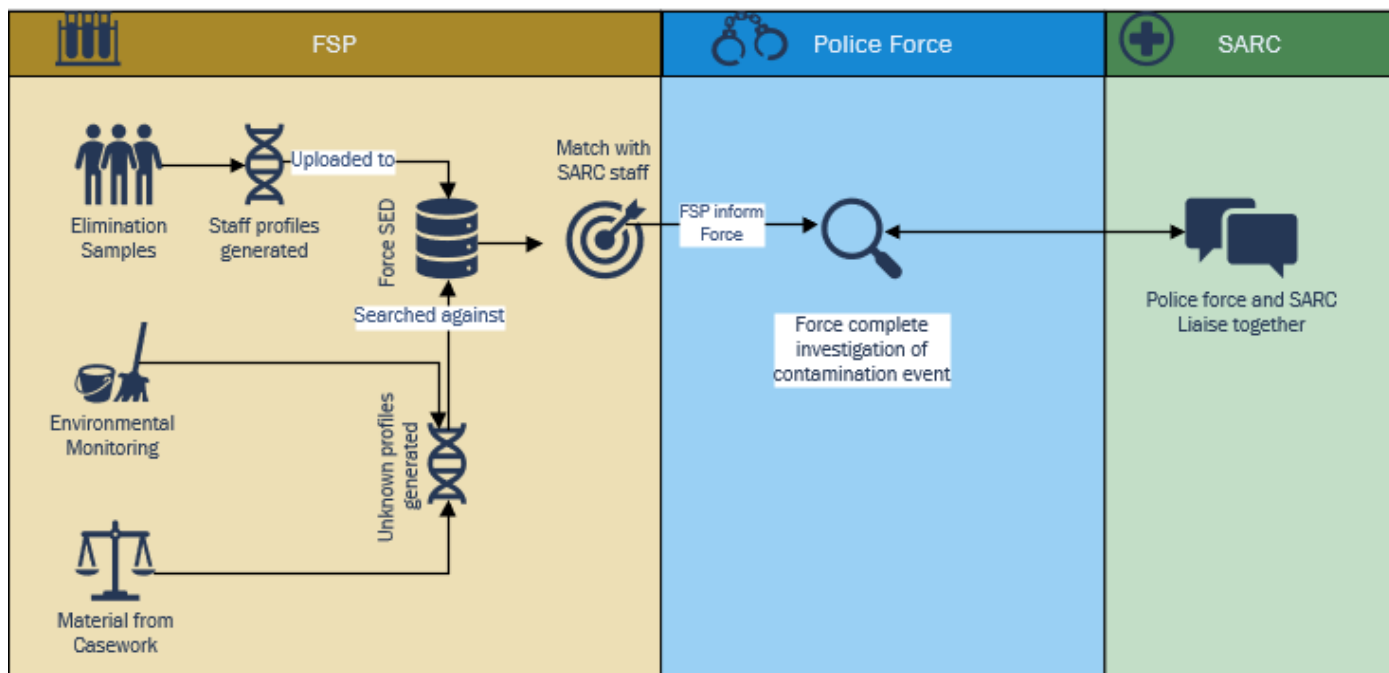 FSP
Police Force
SARC
Elimination
Samples
Staff profiles
generated
Uploaded to
Force SED
Match with
SARC staff
FSP inform
Force
Searched against
Environmental
Monitoring
Unknown profiles
generated
Material from
Casework
Force complete
investigation of
contamination event
Police force and SARC
Liaise together